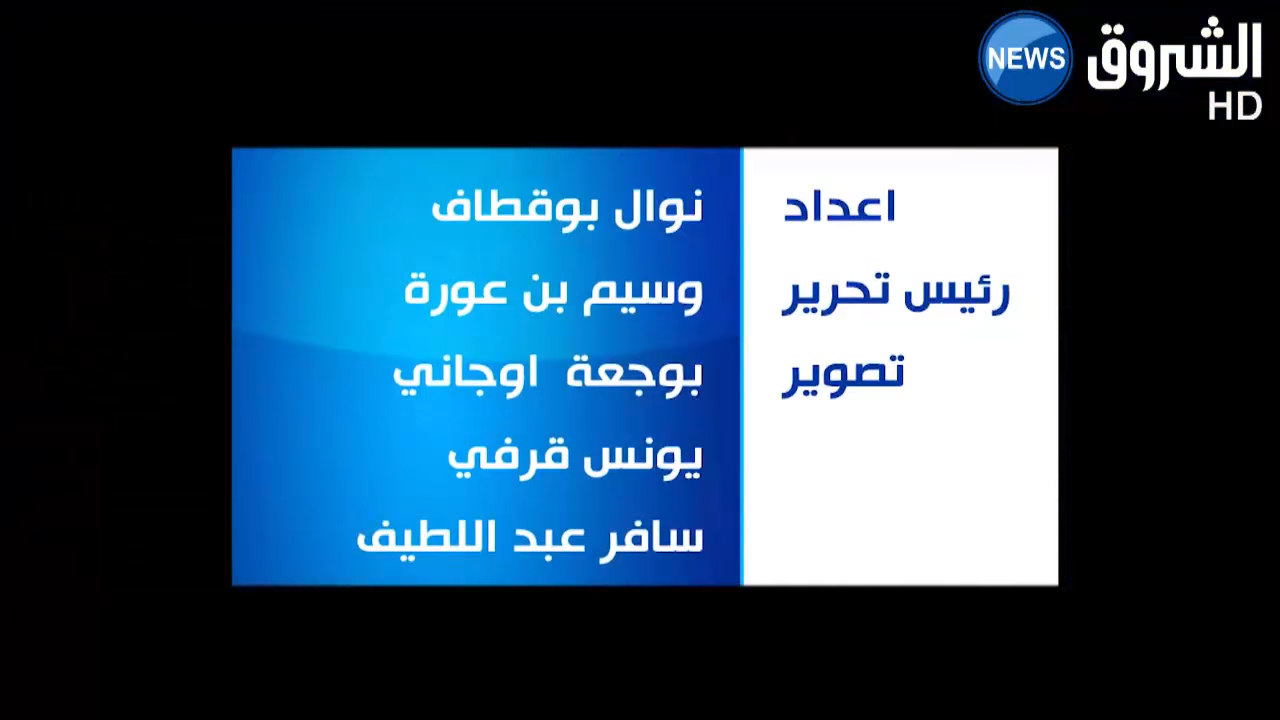 الشروق NEWS
HD
اعداد نوال بوقطاف
رئيس تحرير وسيم بن عورة
تصوير بوجعة اوجاني
يونس قرفي
سافر عبد اللطيف